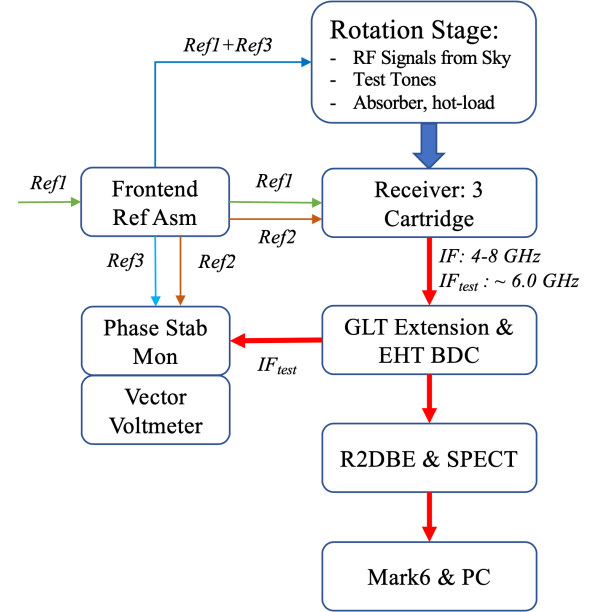 Rotation Stage:
- RF Signals from Sky
- Test Tones
- Absorber, hot-load
Ref1+Ref3
Ref1
Frontend
Ref Asm
Ref1
Ref2
Receiver: 3
Cartridge
Ref3
Ref2
IF: 4-8 GHz
IFtest : ~ 6.0 GHz
Phase Stab
Mon
IFtest
GLT Extension &
EHT BDC
Vector
Voltmeter
R2DBE & SPECT
Mark6 & PC